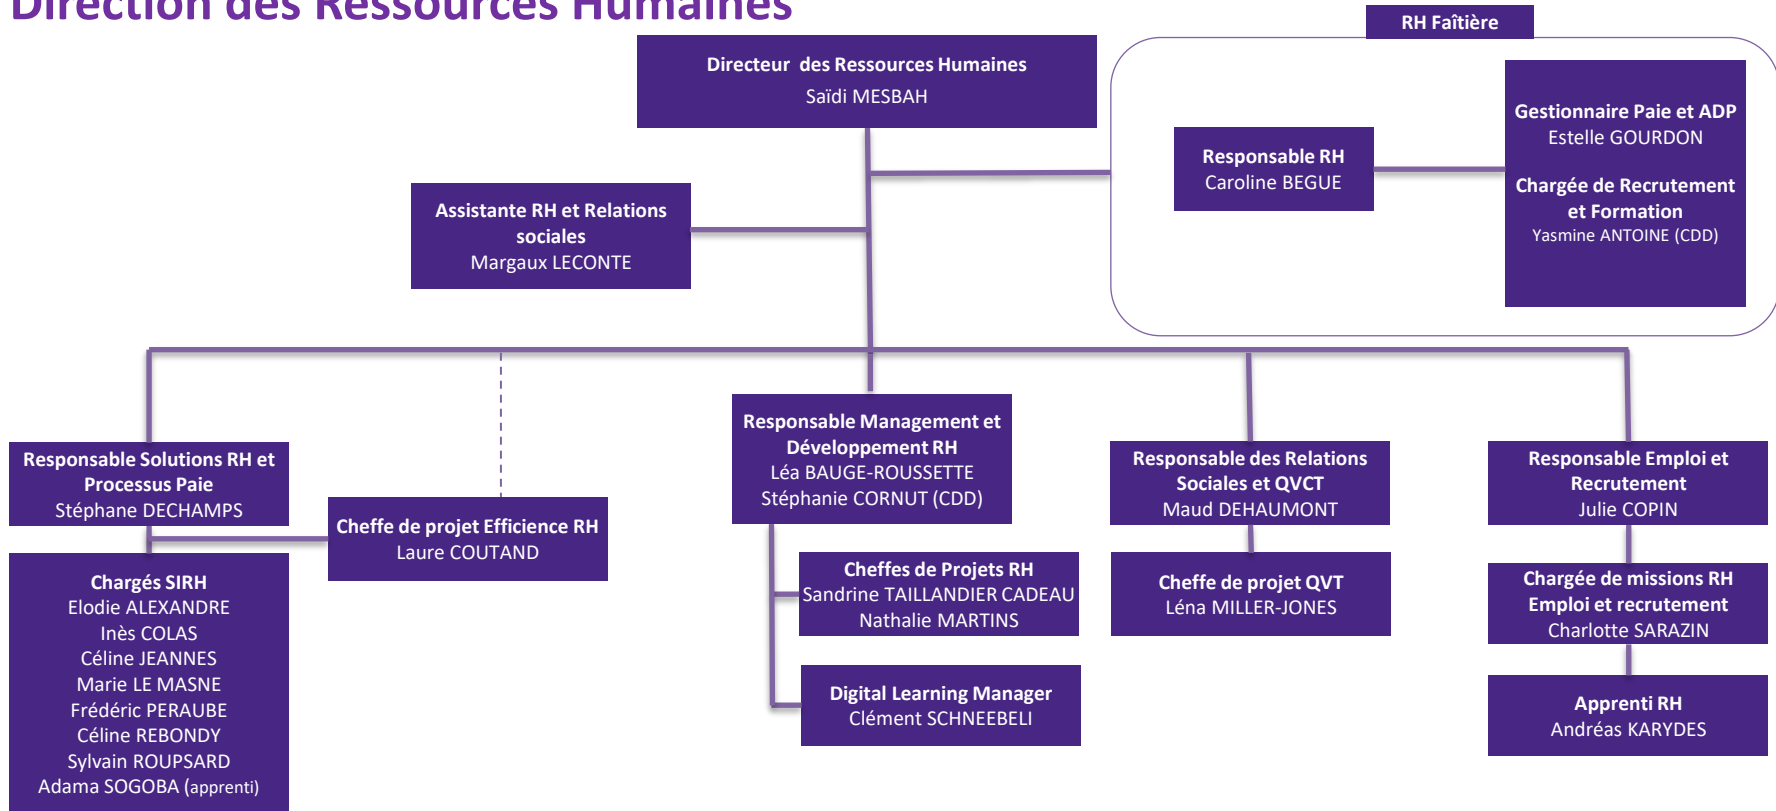 Direction des Ressources Humaines
RH Faîtière
Directeur des Ressources Humaines
Saïdi MESBAH
Gestionnaire Paie et ADP
Estelle GOURDON
Chargée de Recrutement
et Formation
Yasmine ANTOINE (CDD)
Responsable RH
Caroline BEGUE
Assistante RH et Relations
sociales
Margaux LECONTE
Responsable Solutions RH et
Processus Paie
Stéphane DECHAMPS
Cheffe de projet Efficience RH
Laure COUTAND
Chargés SIRH
Elodie ALEXANDRE
Inès COLAS
Céline JEANNES
Marie LE MASNE
Frédéric PERAUBE
Céline REBONDY
Sylvain ROUPSARD
Adama SOGOBA (apprenti)
Responsable Management et
Développement RH
Léa BAUGE-ROUSSETTE
Stéphanie CORNUT (CDD)
Cheffes de Projets RH
Sandrine TAILLANDIER CADEAU
Nathalie MARTINS
Digital Learning Manager
Clément SCHNEEBELI
Responsable des Relations
Sociales et QVCT
Maud DEHAUMONT
Cheffe de projet QVT
Léna MILLER-JONES
Responsable Emploi et
Recrutement
Julie COPIN
Chargée de missions RH
Emploi et recrutement
Charlotte SARAZIN
Apprenti RH
Andréas KARYDES